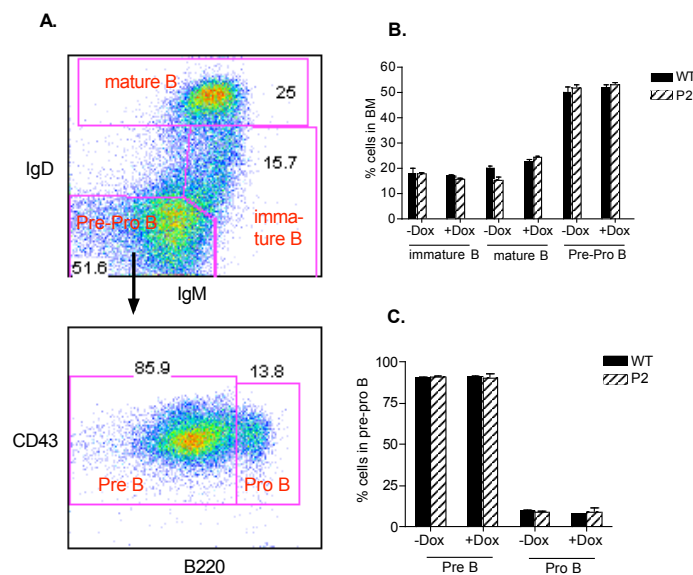 A.
mature B
25
15.7
IgD
Pre-Pro B
imma-
ture B
51.6
IgM
85.9
13.8
CD43
Pre B
Pro B
B220
B.
WT
P2
% cells in BM
60
50
40
30
20
10
0
-Dox +Dox -Dox +Dox -Dox +Dox
immature B mature B Pre-Pro B
C.
WT
P2
% cells in pre-pro B
100
75
50
25
0
-Dox +Dox -Dox +Dox
Pre B Pro B